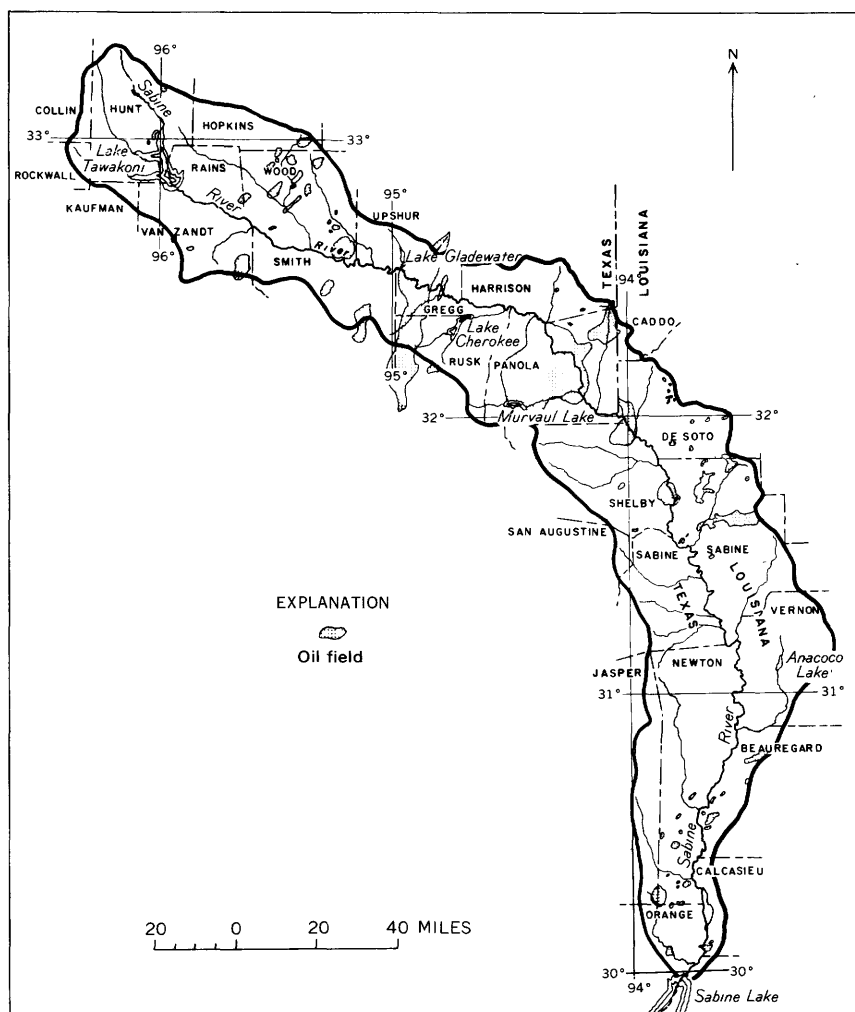 N
96°
COLLIN
HUNT
Sabine
HOPKINS
33°
33°
Lake
Tawakoni
RAINS
WOOD
ROCKWALL
River
KAUFMAN
95°
UPSHUR
VAN ZANDT
River
96°
SMITH
Lake Gladewater
TEXAS
LOUISIANA
94°
HARRISON
GREGG
CADDO
Lake
Cherokee
95°
RUSK
PANOLA
32°
Murvaul Lake
32°
DE SOTO
SHELBY
SAN AUGUSTINE
SABINE
SABINE
TEXAS
LOUISIANA
EXPLANATION
Oil field
VERNON
Anacoco
Lake
JASPER
NEWTON
31°
31°
River
BEAUREGARD
Sabine
CALCASIEU
ORANGE
20 0 20 40 MILES
30°
30°
94°
Sabine Lake